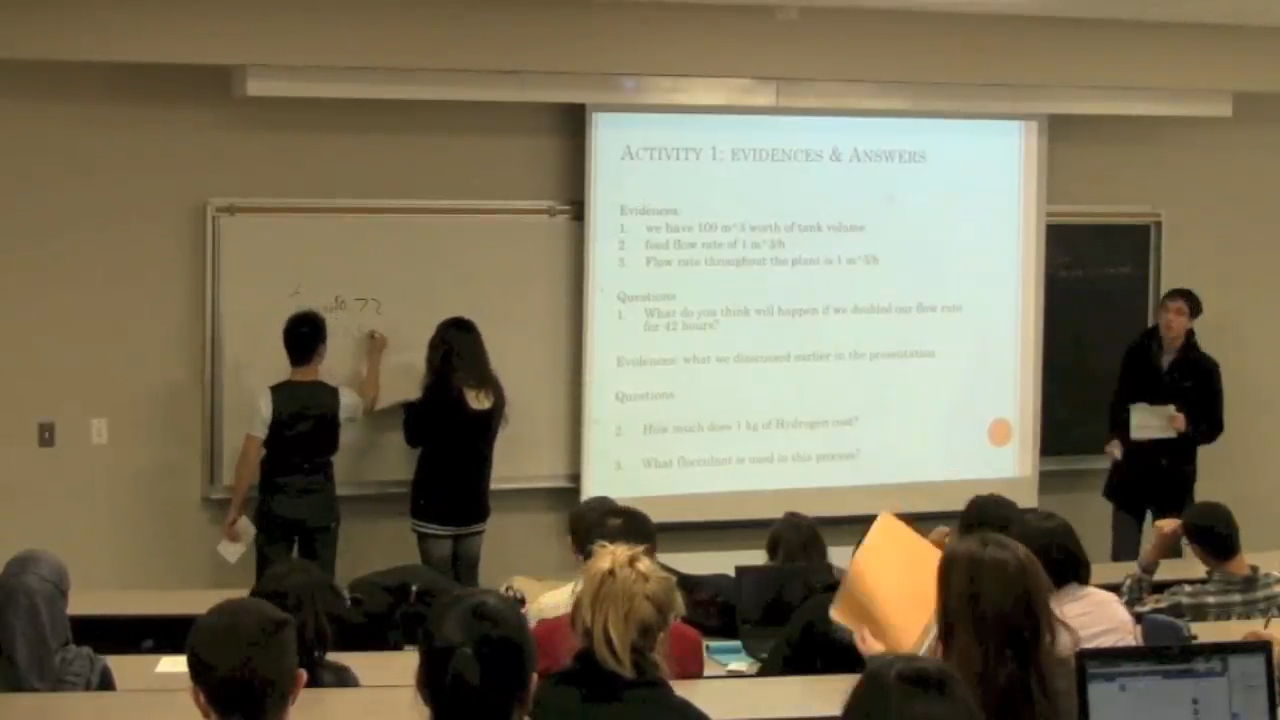 ACTIVITY 1: EVIDENCES & ANSWERS
Evidences:
1. we have 100 m^3 worth of tank volume
2. feed flow rate of 1 m^3/h
3. Flow rate throughout the plant is 1 m^3/h
Questions
1. What do you think will happen if we doubled our flow rate
for 42 hours?
Evidences: what we disscussed earlier in the presentation
Questions
2. How much does 1 kg of Hydrogen cost?
3. What flocculant is used in this process?